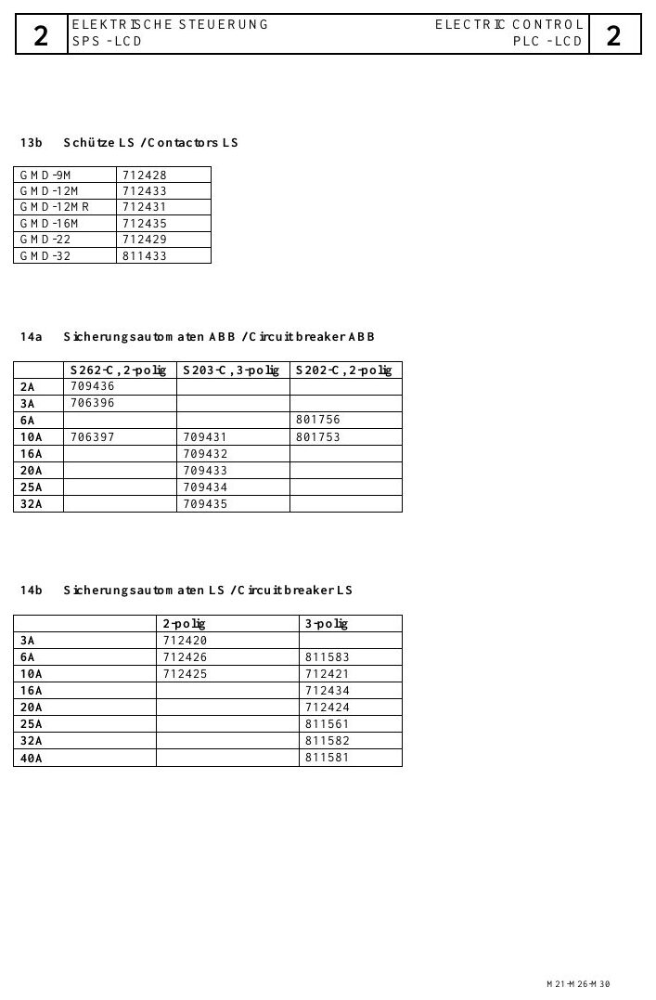 2 ELEKTRISCHE STEUERUNG ELECTRIC CONTROL 2
SPS -LCD PLC -LCD
13b Schütze LS / Contactors LS
GMD-9M 712428
GMD-12M 712433
GMD-12MR 712431
GMD-16M 712435
GMD-22 712429
GMD-32 811433
14a Sicherungsautomaten ABB / Circuit breaker ABB
S262-C, 2-polig S203-C, 3-polig S202-C, 2-polig
2A 709436
3A 706396
6A 801756
10A 706397 709431 801753
16A 709432
20A 709433
25A 709434
32A 709435
14b Sicherungsautomaten LS / Circuit breaker LS
2-polig 3-polig
3A 712420
6A 712426 811583
10A 712425 712421
16A 712434
20A 712424
25A 811561
32A 811582
40A 811581
M21-M26-M30